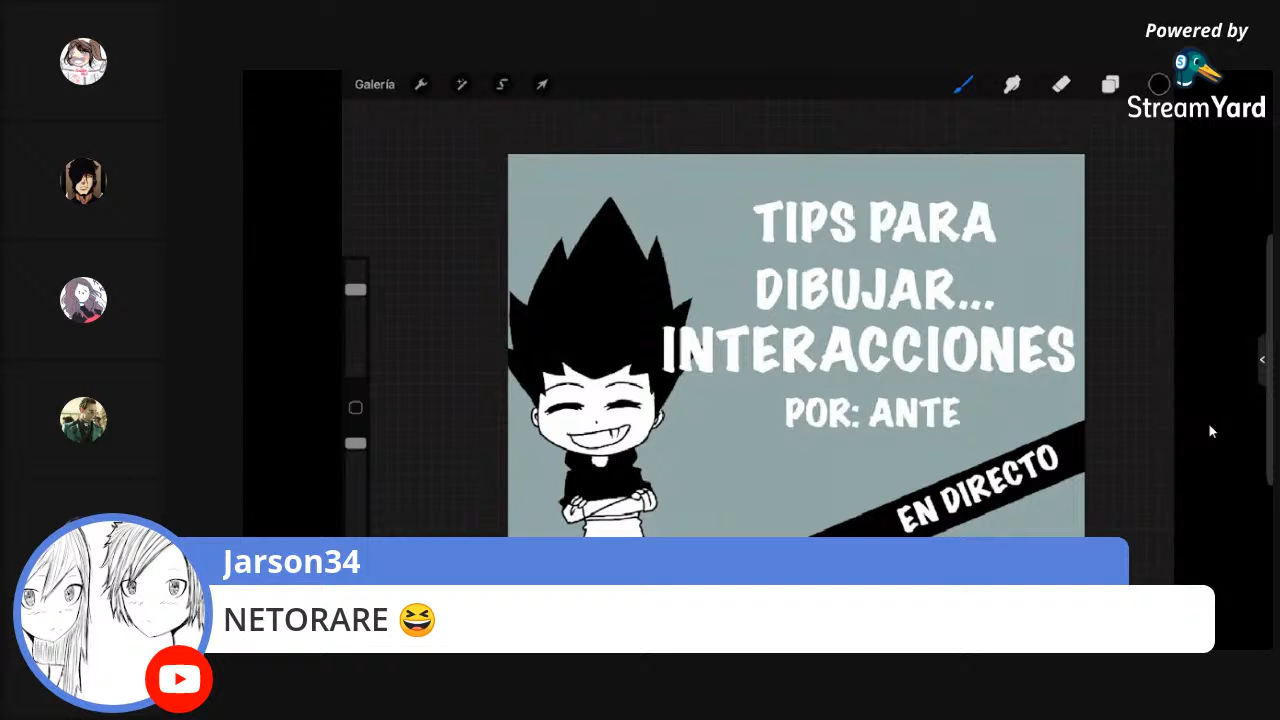 Powered by
StreamYard
Galería
TIPS PARA
DIBUJAR...
INTERACCIONES
POR: ANTE
EN DIRECTO
Jarson34
NETORARE 😆